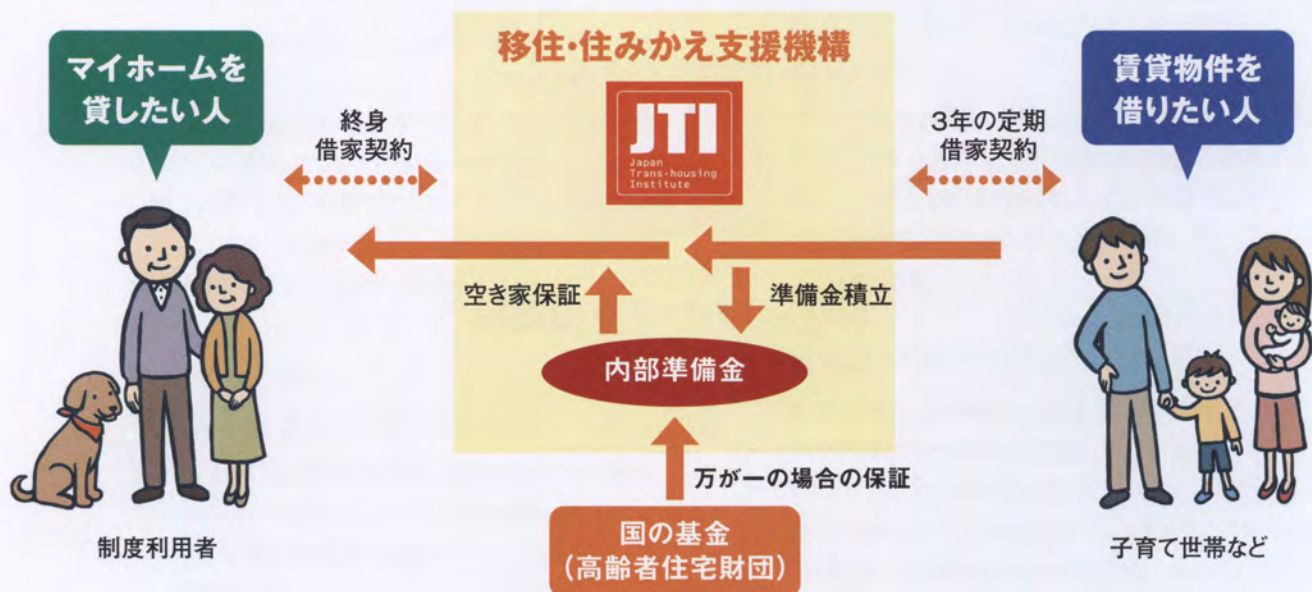 移住・住みかえ支援機構
マイホームを
貸したい人
終身
借家契約
JTI
Japan
Trans-housing
Institute
3年の定期
借家契約
賃貸物件を
借りたい人
空き家保証
準備金積立
内部準備金
万が一の場合の保証
国の基金
(高齢者住宅財団)
制度利用者
子育て世帯など